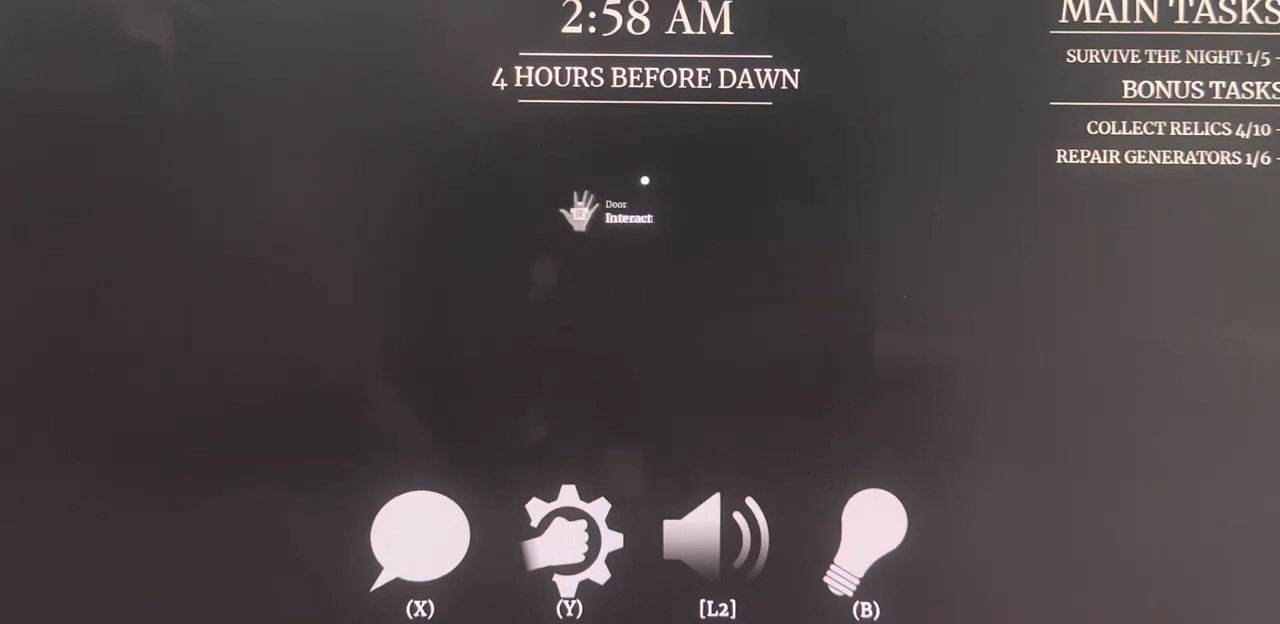 2:58 AM
4 HOURS BEFORE DAWN
MAIN TASKS
SURVIVE THE NIGHT 1/5 -
BONUS TASKS
COLLECT RELICS 4/10 -
REPAIR GENERATORS 1/6 -
R
Door
Interact
(X)
(Y)
[L2]
(B)